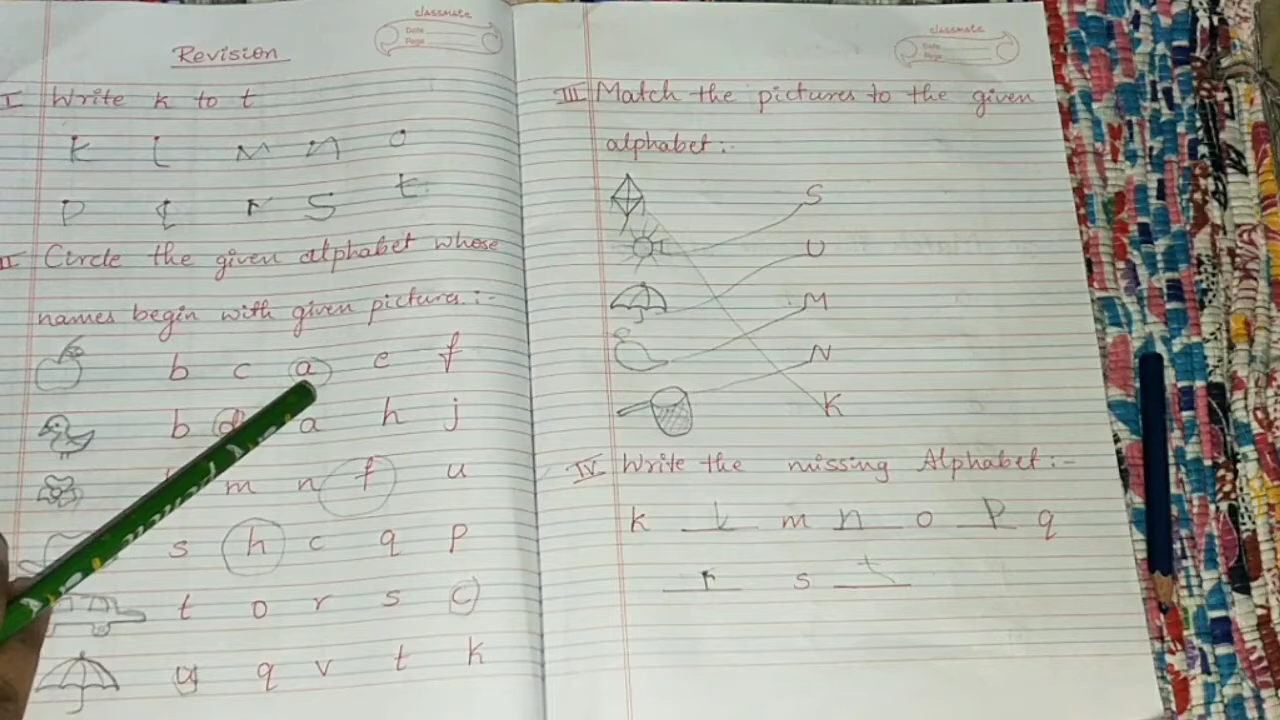 classmate
Date
Page
Revision
I Write k to t
K l M n o
p q r S t
II Circle the given alphabet whose
names begin with given pictures:-
b c a e f
b d a h j
m n f u
s h c q p
t o r s c
u q v t k
classmate
Date
Page
III Match the pictures to the given
alphabet:-
S
U
M
N
K
IV Write the missing Alphabet:-
k l m n o p q
r s t